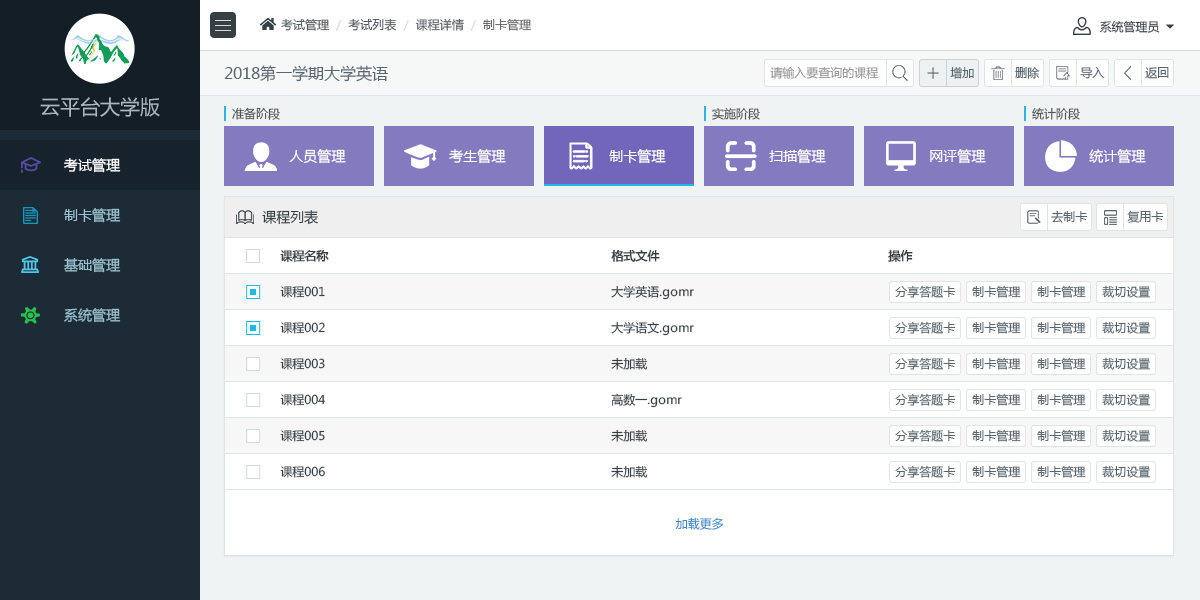 云平台大学版
考试管理
制卡管理
基础管理
系统管理
考试管理 / 考试列表 / 课程详情 / 制卡管理
系统管理员
2018第一学期大学英语
请输入要查询的课程
增加
删除
导入
返回
准备阶段
实施阶段
统计阶段
人员管理
考生管理
制卡管理
扫描管理
网评管理
统计管理
课程列表
去制卡
复用卡
课程名称 格式文件 操作
课程001 大学英语.gomr 分享答题卡 制卡管理 制卡管理 裁切设置
课程002 大学语文.gomr 分享答题卡 制卡管理 制卡管理 裁切设置
课程003 未加载 分享答题卡 制卡管理 制卡管理 裁切设置
课程004 高数一.gomr 分享答题卡 制卡管理 制卡管理 裁切设置
课程005 未加载 分享答题卡 制卡管理 制卡管理 裁切设置
课程006 未加载 分享答题卡 制卡管理 制卡管理 裁切设置
加载更多